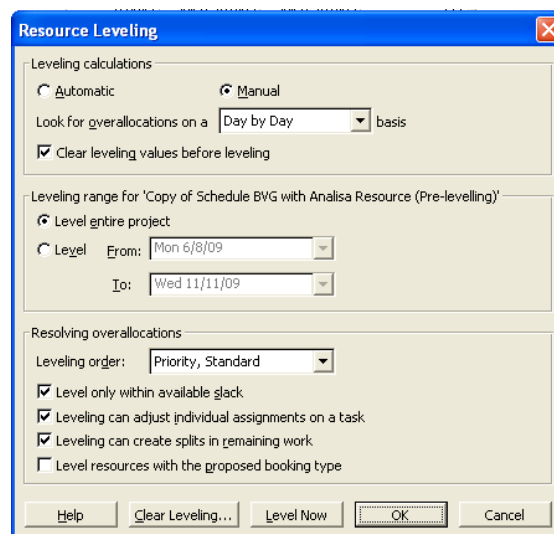 Resource Leveling
Leveling calculations
Automatic Manual
Look for overallocations on a Day by Day basis
Clear leveling values before leveling
Leveling range for 'Copy of Schedule BVG with Analisa Resource (Pre-levelling)'
Level entire project
Level From: Mon 6/8/09
To: Wed 11/11/09
Resolving overallocations
Leveling order: Priority, Standard
Level only within available slack
Leveling can adjust individual assignments on a task
Leveling can create splits in remaining work
Level resources with the proposed booking type
Help Clear Leveling... Level Now OK Cancel